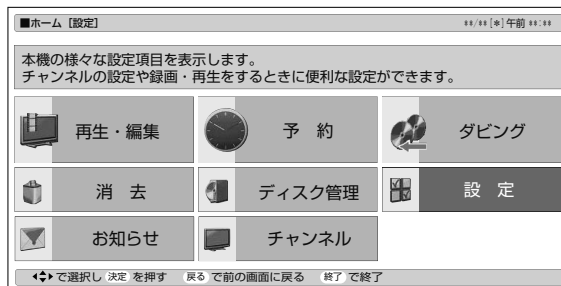 ■ホーム [設定]
**/**[*]午前 **:**
本機の様々な設定項目を表示します。
チャンネルの設定や録画・再生をするときに便利な設定ができます。
再生・編集
予 約
ダビング
消 去
ディスク管理
設 定
お知らせ
チャンネル
で選択し 決定 を押す 戻る で前の画面に戻る 終了 で終了